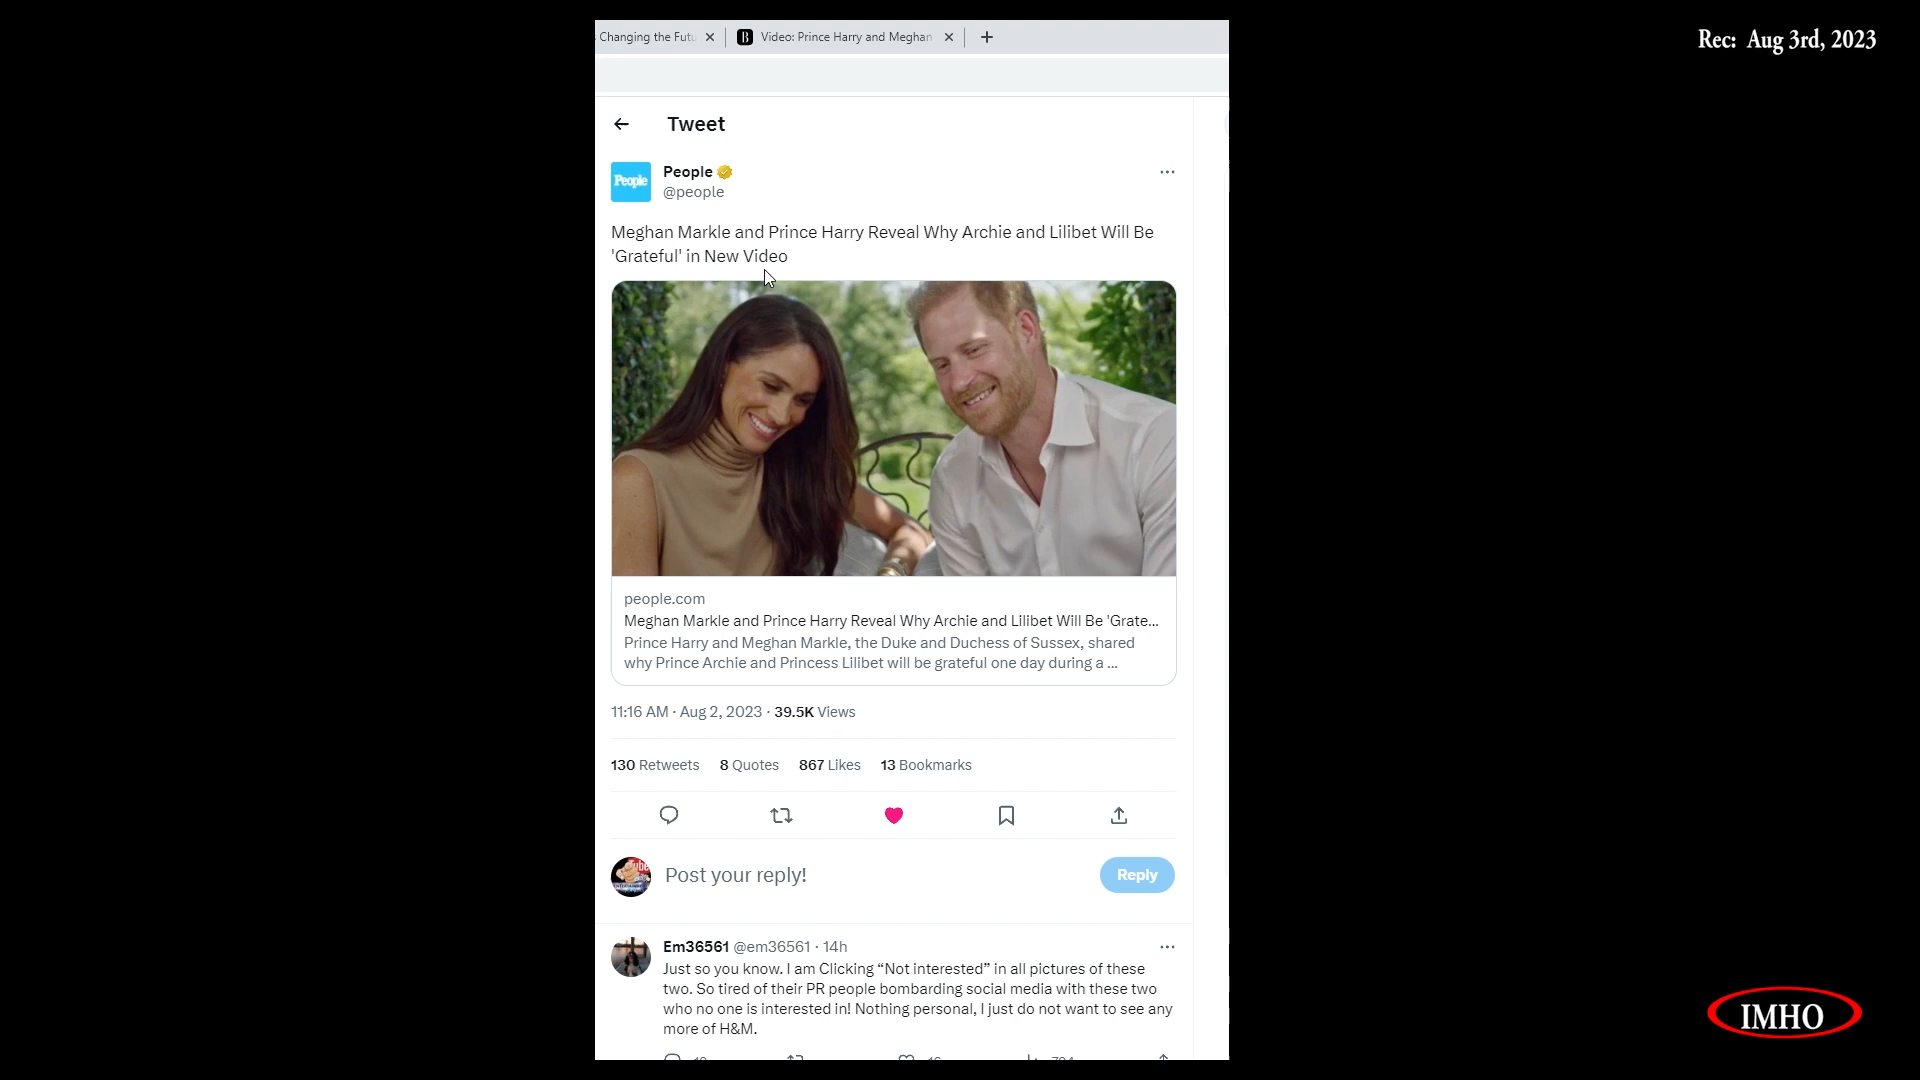 Changing the Futu
B Video: Prince Harry and Meghan
Rec: Aug 3rd, 2023
Tweet
People
People
@people
Meghan Markle and Prince Harry Reveal Why Archie and Lilibet Will Be
'Grateful' in New Video
people.com
Meghan Markle and Prince Harry Reveal Why Archie and Lilibet Will Be 'Grate...
Prince Harry and Meghan Markle, the Duke and Duchess of Sussex, shared
why Prince Archie and Princess Lilibet will be grateful one day during a ...
11:16 AM · Aug 2, 2023 · 39.5K Views
130 Retweets 8 Quotes 867 Likes 13 Bookmarks
Post your reply!
Reply
Em36561 @em36561 · 14h
Just so you know. I am Clicking “Not interested” in all pictures of these
two. So tired of their PR people bombarding social media with these two
who no one is interested in! Nothing personal, I just do not want to see any
more of H&M.
IMHO